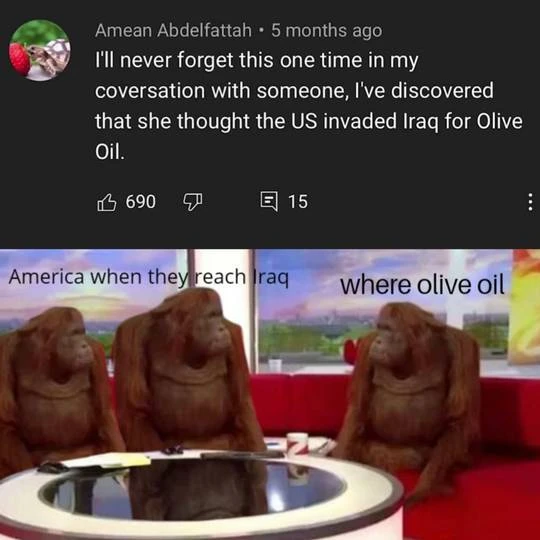 Amean Abdelfattah • 5 months ago
I'll never forget this one time in my
coversation with someone, I've discovered
that she thought the US invaded Iraq for Olive
Oil.
690 15
America when they reach Iraq
where olive oil